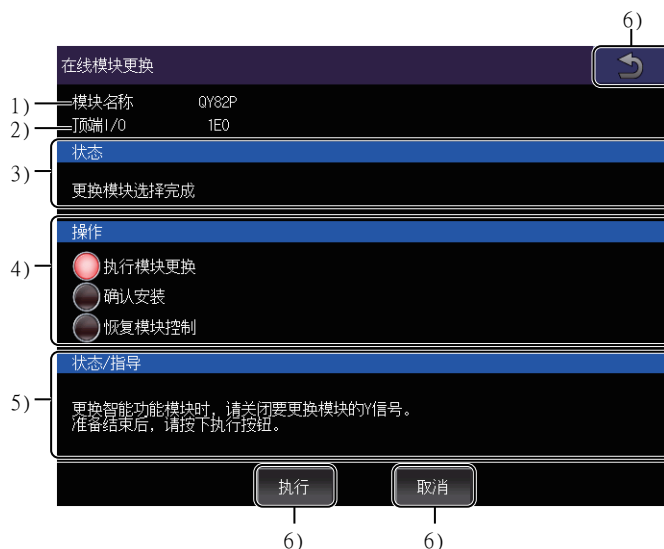 6)
在线模块更换
1) 模块名称 QY82P
2) 顶端I/O 1E0
状态
3)
更换模块选择完成
操作
4) 执行模块更换
确认安装
恢复模块控制
状态/指导
5) 更换智能功能模块时，请关闭要更换模块的Y信号。
准备结束后，请按下执行按钮。
执行 取消
6) 6)